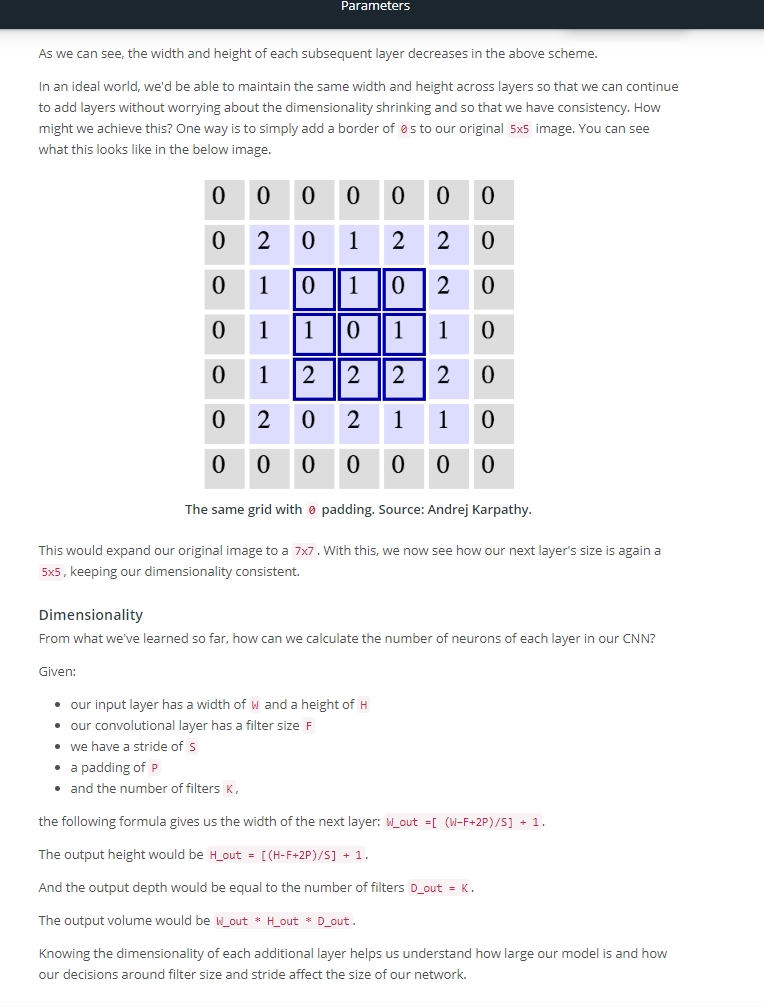 Parameters
As we can see, the width and height of each subsequent layer decreases in the above scheme.
In an ideal world, we'd be able to maintain the same width and height across layers so that we can continue
to add layers without worrying about the dimensionality shrinking and so that we have consistency. How
might we achieve this? One way is to simply add a border of 0s to our original 5x5 image. You can see
what this looks like in the below image.
0 0 0 0 0 0 0
0 2 0 1 2 2 0
0 1 0 1 0 2 0
0 1 1 0 1 1 0
0 1 2 2 2 2 0
0 2 0 2 1 1 0
0 0 0 0 0 0 0
The same grid with 0 padding. Source: Andrej Karpathy.
This would expand our original image to a 7x7. With this, we now see how our next layer's size is again a
5x5, keeping our dimensionality consistent.
Dimensionality
From what we've learned so far, how can we calculate the number of neurons of each layer in our CNN?
Given:
• our input layer has a width of W and a height of H
• our convolutional layer has a filter size F
• we have a stride of S
• a padding of P
• and the number of filters K,
the following formula gives us the width of the next layer: W_out =[ (W-F+2P)/S] + 1.
The output height would be H_out = [(H-F+2P)/S] + 1.
And the output depth would be equal to the number of filters D_out = K.
The output volume would be W_out * H_out * D_out.
Knowing the dimensionality of each additional layer helps us understand how large our model is and how
our decisions around filter size and stride affect the size of our network.